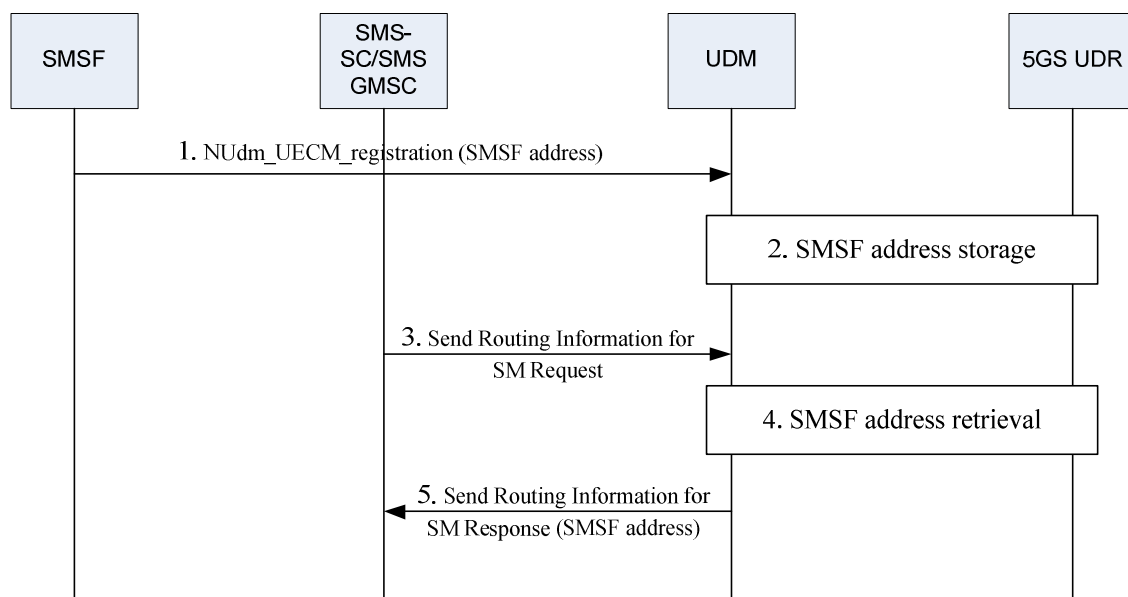 SMSF
SMS-
SC/SMS
GMSC
UDM
5GS UDR
1. NUdm_UECM_registration (SMSF address)
2. SMSF address storage
3. Send Routing Information for
SM Request
4. SMSF address retrieval
5. Send Routing Information for
SM Response (SMSF address)